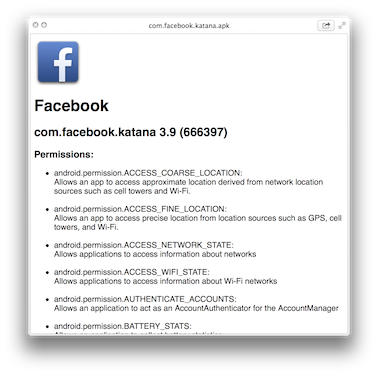 com.facebook.katana.apk
f
Facebook
com.facebook.katana 3.9 (666397)
Permissions:
• android.permission.ACCESS_COARSE_LOCATION:
Allows an app to access approximate location derived from network location
sources such as cell towers and Wi-Fi.
• android.permission.ACCESS_FINE_LOCATION:
Allows an app to access precise location from location sources such as GPS, cell
towers, and Wi-Fi.
• android.permission.ACCESS_NETWORK_STATE:
Allows applications to access information about networks
• android.permission.ACCESS_WIFI_STATE:
Allows applications to access information about Wi-Fi networks
• android.permission.AUTHENTICATE_ACCOUNTS:
Allows an application to act as an AccountAuthenticator for the AccountManager
• android.permission.BATTERY_STATS: